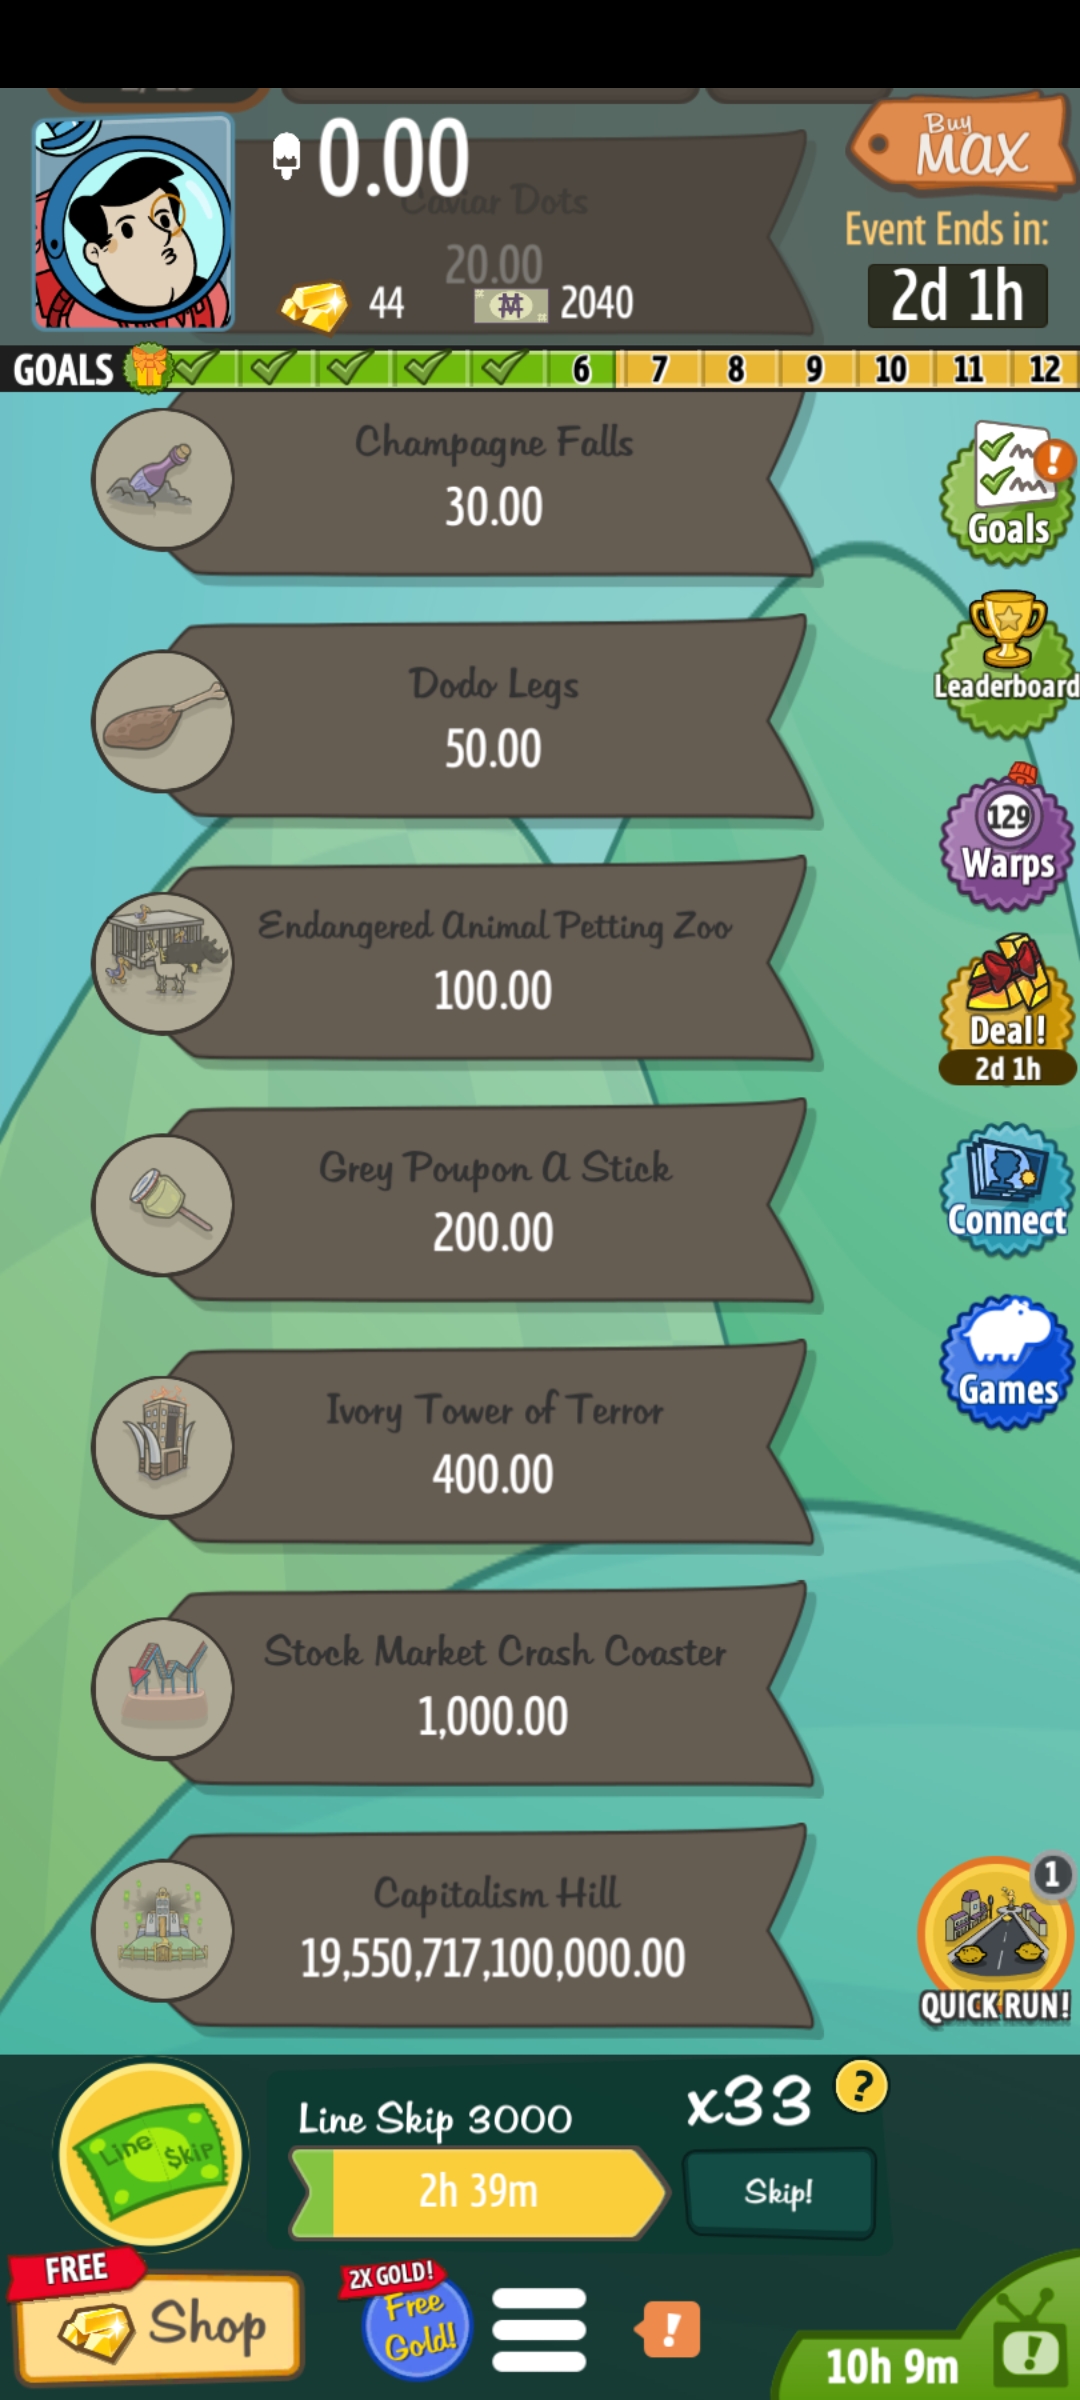 0.00
Buy
MAX
Caviar Dots
20.00
Event Ends in:
2d 1h
44
2040
GOALS
6 7 8 9 10 11 12
Champagne Falls
30.00
Goals
Dodo Legs
50.00
Leaderboard
129
Warps
Endangered Animal Petting Zoo
100.00
Deal!
2d 1h
Grey Poupon A Stick
200.00
Connect
Games
Ivory Tower of Terror
400.00
Stock Market Crash Coaster
1,000.00
Capitalism Hill
19,550,717,100,000.00
1
QUICK RUN!
Line Skip 3000
x33
?
Line $kip
2h 39m
Skip!
FREE
Shop
2X GOLD!
Free
Gold!
!
10h 9m
!